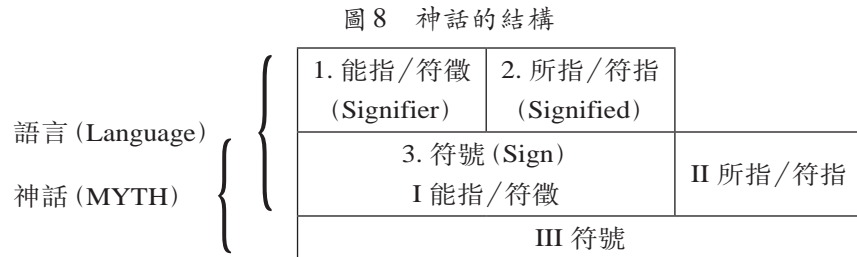 圖8 神話的結構
1. 能指/符徵 2. 所指/符指
(Signifier) (Signified)
語言(Language)
3. 符號(Sign)
I 能指/符徵 II 所指/符指
神話(MYTH)
III 符號